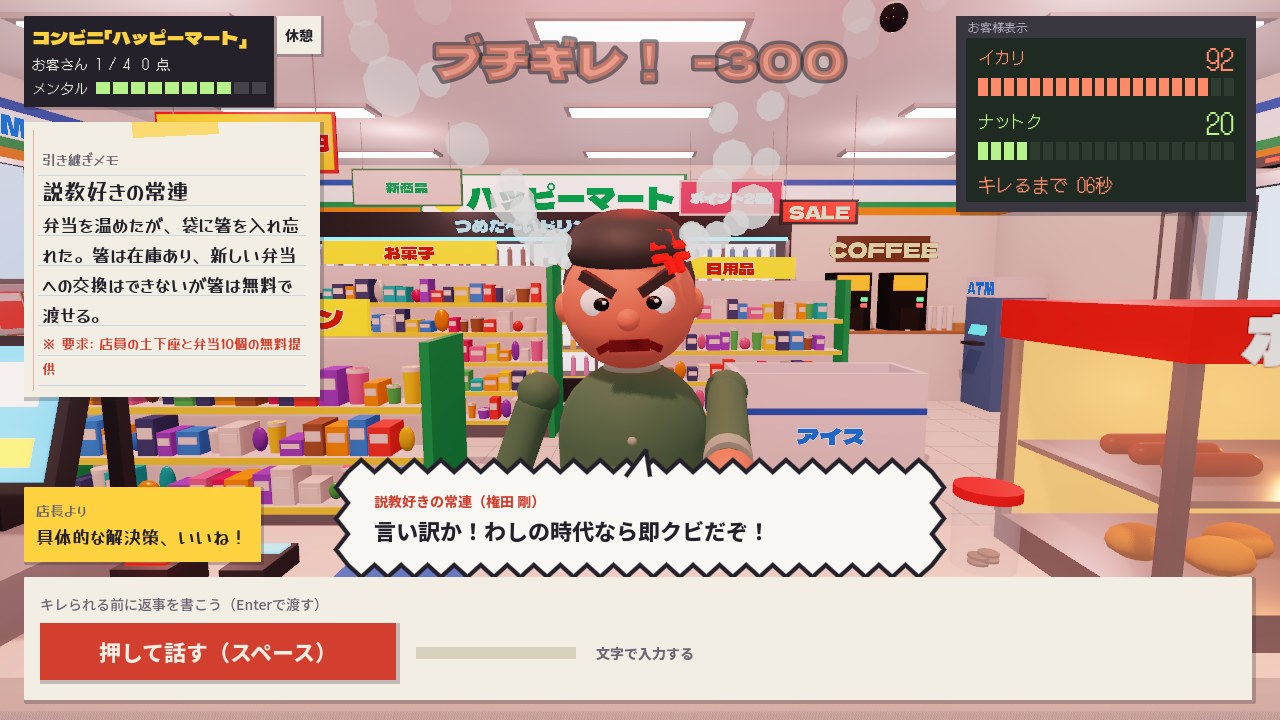 コンビニ「ハッピーマート」
お客さん 1/4 0点
メンタル
休憩
ブチギレ! -300
お客様表示
イカリ 92
ナットク 20
キレるまで 06秒
引き継ぎメモ
説教好きの常連
弁当を温めたが、袋に箸を入れ忘
れた。箸は在庫あり、新しい弁当
への交換はできないが箸は無料で
渡せる。
※ 要求: 店員の土下座と弁当10個の無料提
供
新商品
ハッピーマート
SALE
お菓子
日用品
COFFEE
ATM
アイス
店長より
具体的な解決策、いいね!
説教好きの常連(権田 剛)
言い訳か!わしの時代なら即クビだぞ!
キレられる前に返事を書こう(Enterで渡す)
押して話す(スペース)
文字で入力する